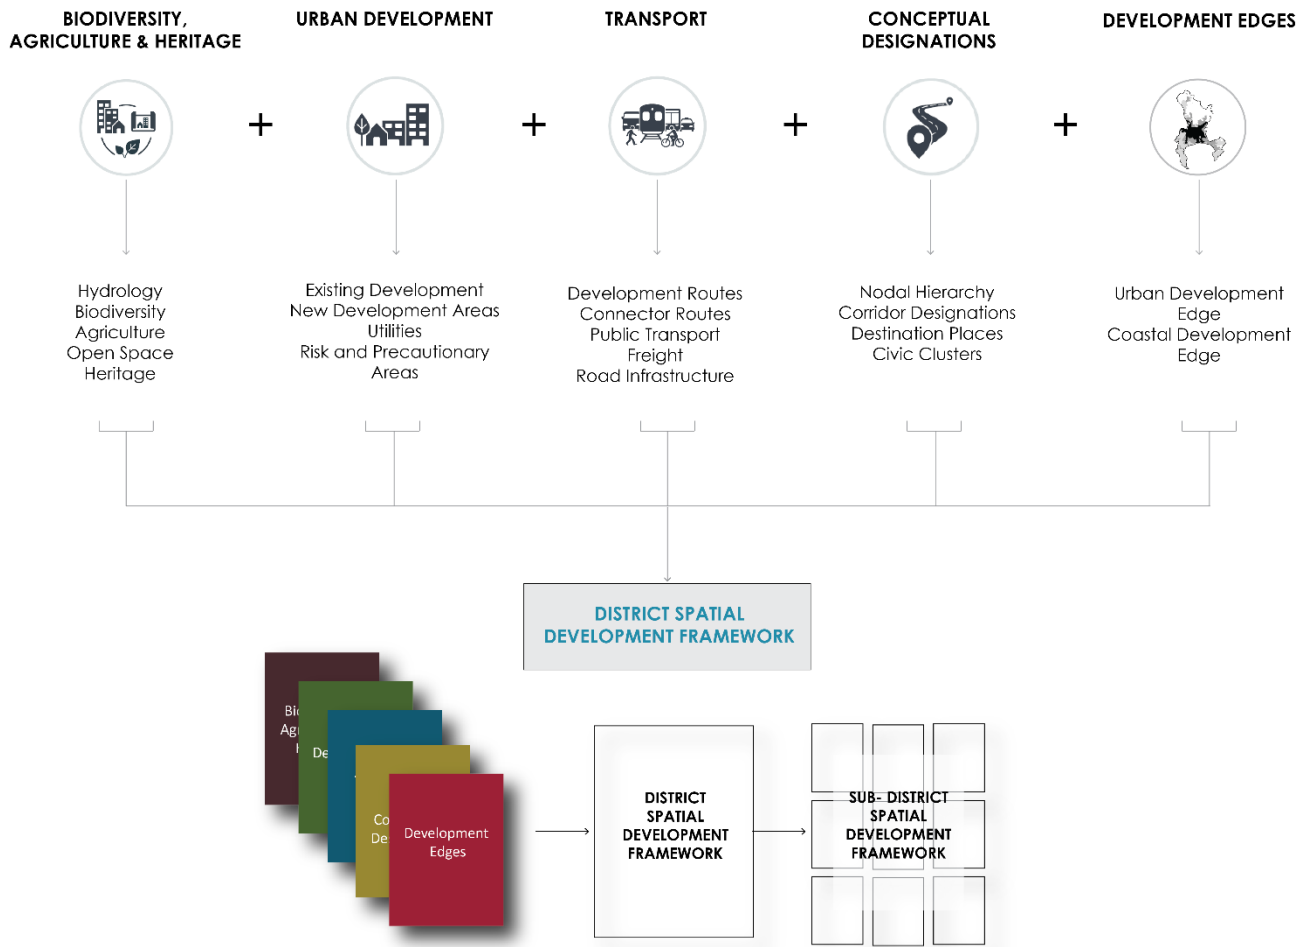 BIODIVERSITY,
AGRICULTURE & HERITAGE
URBAN DEVELOPMENT
TRANSPORT
CONCEPTUAL
DESIGNATIONS
DEVELOPMENT EDGES
+
+
+
+
Hydrology
Biodiversity
Agriculture
Open Space
Heritage
Existing Development
New Development Areas
Utilities
Risk and Precautionary
Areas
Development Routes
Connector Routes
Public Transport
Freight
Road Infrastructure
Nodal Hierarchy
Corridor Designations
Destination Places
Civic Clusters
Urban Development
Edge
Coastal Development
Edge
DISTRICT SPATIAL
DEVELOPMENT FRAMEWORK
Development
Edges
DISTRICT
SPATIAL
DEVELOPMENT
FRAMEWORK
SUB- DISTRICT
SPATIAL
DEVELOPMENT
FRAMEWORK